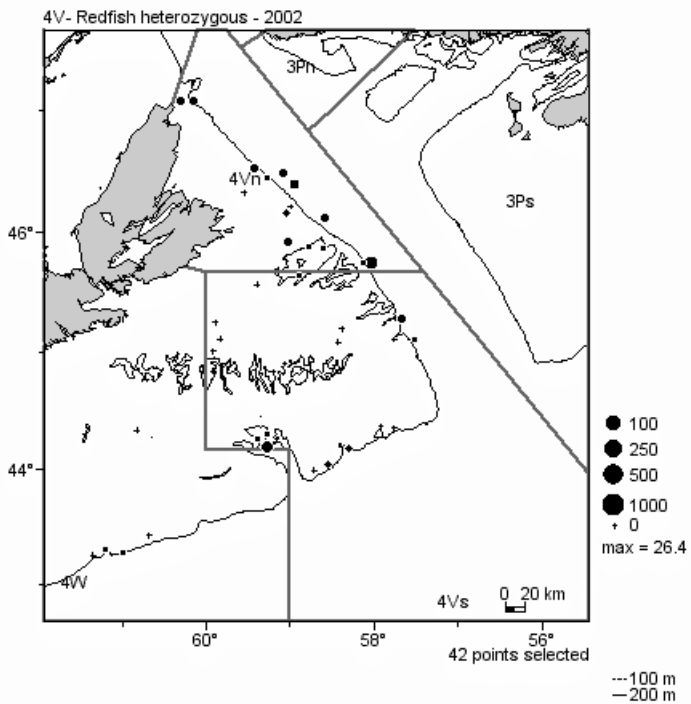 4V- Redfish heterozygous - 2002
3Pn
4Vn
3Ps
46°
44°
100
250
500
1000
0
max = 26.4
4W
4Vs
0 20 km
60°
58°
56°
42 points selected
---100 m
—200 m